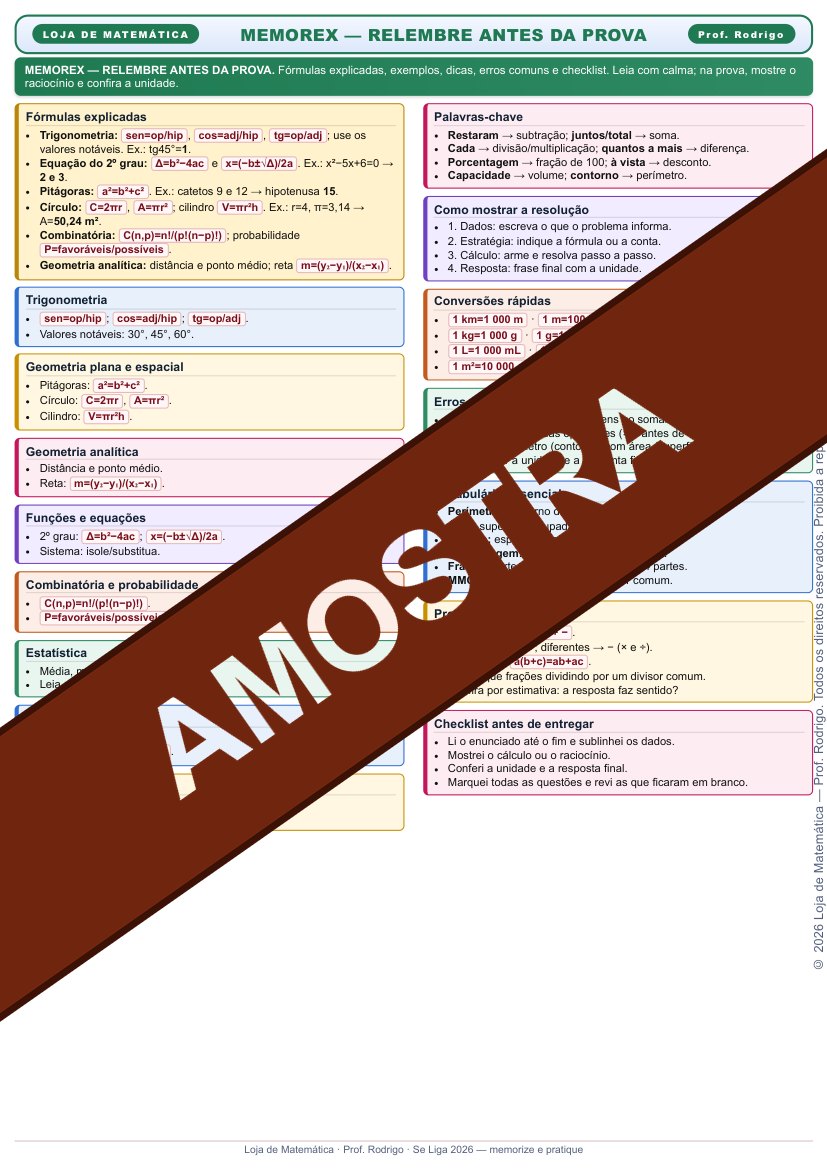 LOJA DE MATEMÁTICA
MEMOREX — RELEMBRE ANTES DA PROVA
Prof. Rodrigo
MEMOREX — RELEMBRE ANTES DA PROVA. Fórmulas explicadas, exemplos, dicas, erros comuns e checklist. Leia com calma; na prova, mostre o
raciocínio e confira a unidade.
Fórmulas explicadas
• Trigonometria: sen=op/hip, cos=adj/hip, tg=op/adj; use os
valores notáveis. Ex.: tg45°=1.
• Equação do 2º grau: Δ=b²−4ac e x=(−b±√Δ)/2a. Ex.: x²−5x+6=0 →
2 e 3.
• Pitágoras: a²=b²+c². Ex.: catetos 9 e 12 → hipotenusa 15.
• Círculo: C=2πr, A=πr²; cilindro V=πr²h. Ex.: r=4, π=3,14 →
A=50,24 m².
• Combinatória: C(n,p)=n!/(p!(n−p)!); probabilidade
P=favoráveis/possíveis.
• Geometria analítica: distância e ponto médio; reta m=(y₂−y₁)/(x₂−x₁).
Trigonometria
• sen=op/hip; cos=adj/hip; tg=op/adj.
• Valores notáveis: 30°, 45°, 60°.
Geometria plana e espacial
• Pitágoras: a²=b²+c².
• Círculo: C=2πr, A=πr².
• Cilindro: V=πr²h.
Geometria analítica
• Distância e ponto médio.
• Reta: m=(y₂−y₁)/(x₂−x₁).
Funções e equações
• 2º grau: Δ=b²−4ac; x=(−b±√Δ)/2a.
• Sistema: isole/substitua.
Combinatória e probabilidade
• C(n,p)=n!/(p!(n−p)!).
• P=favoráveis/possíveis
Estatística
• Média,
• Leia
Palavras-chave
• Restaram → subtração; juntos/total → soma.
• Cada → divisão/multiplicação; quantos a mais → diferença.
• Porcentagem → fração de 100; à vista → desconto.
• Capacidade → volume; contorno → perímetro.
Como mostrar a resolução
• 1. Dados: escreva o que o problema informa.
• 2. Estratégia: indique a fórmula ou a conta.
• 3. Cálculo: arme e resolva passo a passo.
• 4. Resposta: frase final com a unidade.
Conversões rápidas
• 1 km=1 000 m · 1 m=100
• 1 kg=1 000 g ·
• 1 L=1 000 mL ·
• 1 m²=10 000
Erros
partes.
comum.
, diferentes → − (× e ÷).
a(b+c)=ab+ac.
que frações dividindo por um divisor comum.
por estimativa: a resposta faz sentido?
Checklist antes de entregar
• Li o enunciado até o fim e sublinhei os dados.
• Mostrei o cálculo ou o raciocínio.
• Conferi a unidade e a resposta final.
• Marquei todas as questões e revi as que ficaram em branco.
AMOSTRA
© 2026 Loja de Matemática — Prof. Rodrigo. Todos os direitos reservados. Proibida a
Loja de Matemática · Prof. Rodrigo · Se Liga 2026 — memorize e pratique